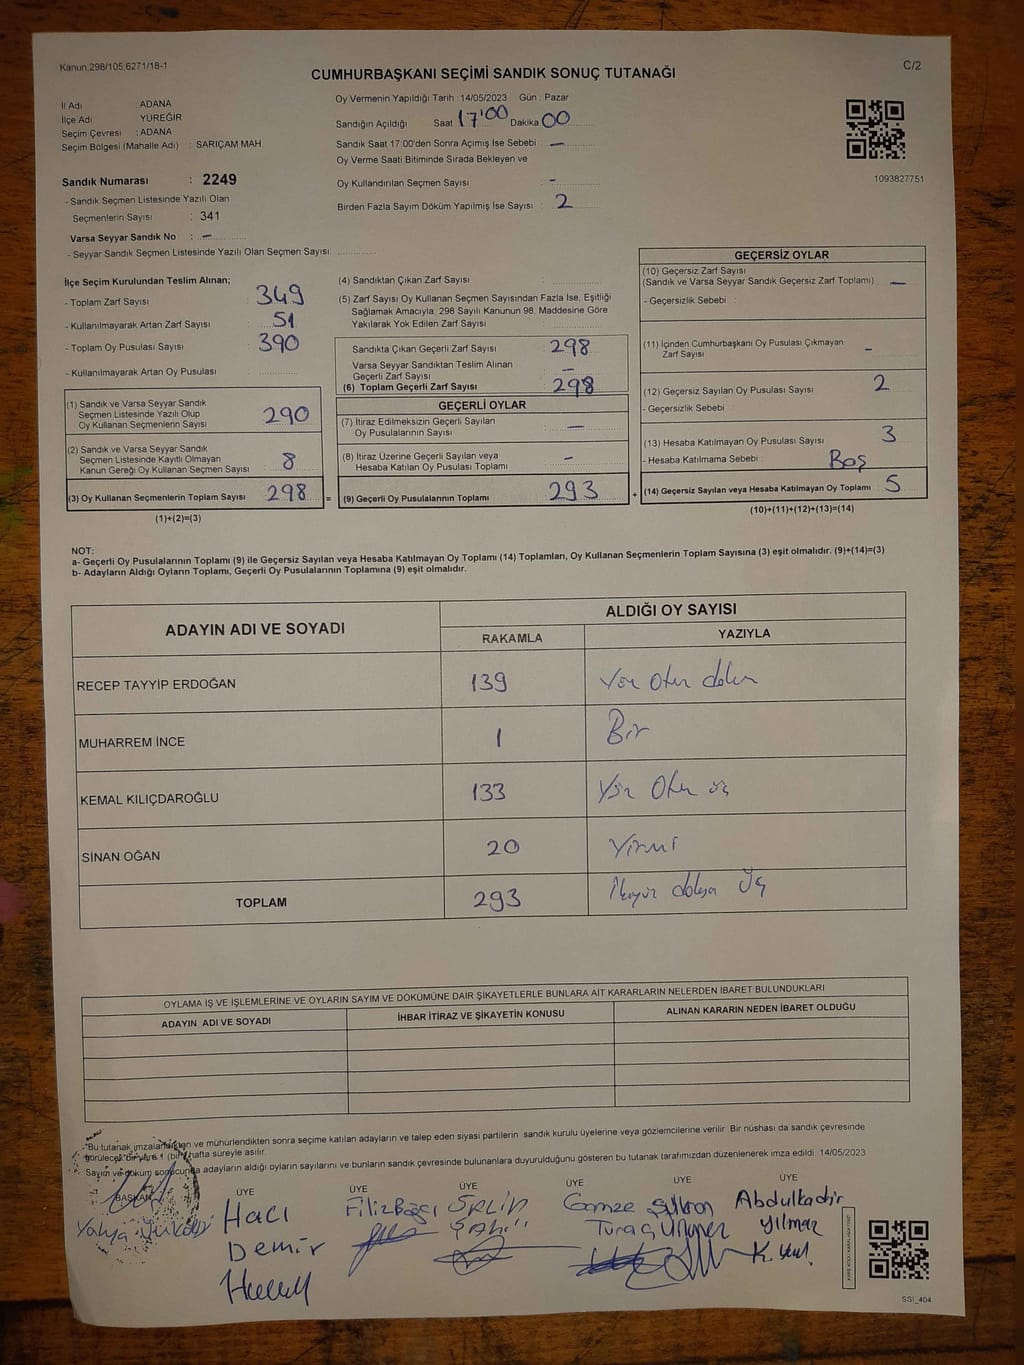 Kanun:298/105;6271/18-1
C/2
CUMHURBAŞKANI SEÇİMİ SANDIK SONUÇ TUTANAĞI
İl Adı : ADANA
İlçe Adı : YÜREĞİR
Seçim Çevresi : ADANA
Seçim Bölgesi (Mahalle Adı) : SARIÇAM MAH.
Oy Vermenin Yapıldığı Tarih : 14/05/2023 Gün : Pazar
Sandığın Açıldığı Saat 17:00 Dakika 00
Sandık Saat 17:00'den Sonra Açımış İse Sebebi : —
Oy Verme Saati Bitiminde Sırada Bekleyen ve
Oy Kullandırılan Seçmen Sayısı : -
Birden Fazla Sayım Döküm Yapılmış İse Sayısı : 2
1093827751
Sandık Numarası : 2249
- Sandık Seçmen Listesinde Yazılı Olan
Seçmenlerin Sayısı : 341
Varsa Seyyar Sandık No : —
- Seyyar Sandık Seçmen Listesinde Yazılı Olan Seçmen Sayısı:
İlçe Seçim Kurulundan Teslim Alınan;
- Toplam Zarf Sayısı 349
- Kullanılmayarak Artan Zarf Sayısı 51
- Toplam Oy Pusulası Sayısı 390
- Kullanılmayarak Artan Oy Pusulası
(1) Sandık ve Varsa Seyyar Sandık
Seçmen Listesinde Yazılı Olup
Oy Kullanan Seçmenlerin Sayısı 290
(2) Sandık ve Varsa Seyyar Sandık
Seçmen Listesinde Kayıtlı Olmayan
Kanun Gereği Oy Kullanan Seçmen Sayısı 8
(3) Oy Kullanan Seçmenlerin Toplam Sayısı 298
(1)+(2)=(3)
(4) Sandıktan Çıkan Zarf Sayısı
(5) Zarf Sayısı Oy Kullanan Seçmen Sayısından Fazla İse, Eşitliği
Sağlamak Amacıyla; 298 Sayılı Kanunun 98. Maddesine Göre
Yakılarak Yok Edilen Zarf Sayısı
Sandıkta Çıkan Geçerli Zarf Sayısı 298
Varsa Seyyar Sandıktan Teslim Alınan
Geçerli Zarf Sayısı —
(6) Toplam Geçerli Zarf Sayısı 298
GEÇERLİ OYLAR
(7) İtiraz Edilmeksizin Geçerli Sayılan
Oy Pusulalarının Sayısı —
(8) İtiraz Üzerine Geçerli Sayılan veya
Hesaba Katılan Oy Pusulası Toplamı -
= (9) Geçerli Oy Pusulalarının Toplamı 293
GEÇERSİZ OYLAR
(10) Geçersiz Zarf Sayısı
(Sandık ve Varsa Seyyar Sandık Geçersiz Zarf Toplamı) —
- Geçersizlik Sebebi :
(11) İçinden Cumhurbaşkanı Oy Pusulası Çıkmayan
Zarf Sayısı -
(12) Geçersiz Sayılan Oy Pusulası Sayısı 2
- Geçersizlik Sebebi
(13) Hesaba Katılmayan Oy Pusulası Sayısı 3
- Hesaba Katılmama Sebebi : Boş
+ (14) Geçersiz Sayılan veya Hesaba Katılmayan Oy Toplamı 5
(10)+(11)+(12)+(13)=(14)
NOT:
a- Geçerli Oy Pusulalarının Toplamı (9) ile Geçersiz Sayılan veya Hesaba Katılmayan Oy Toplamı (14) Toplamları, Oy Kullanan Seçmenlerin Toplam Sayısına (3) eşit olmalıdır. (9)+(14)=(3)
b- Adayların Aldığı Oyların Toplamı, Geçerli Oy Pusulalarının Toplamına (9) eşit olmalıdır.
ADAYIN ADI VE SOYADI
ALDIĞI OY SAYISI
RAKAMLA YAZIYLA
RECEP TAYYİP ERDOĞAN 139 Yüz Otuz dokuz
MUHARREM İNCE 1 Bir
KEMAL KILIÇDAROĞLU 133 Yüz Otuz üç
SİNAN OĞAN 20 Yirmi
TOPLAM 293 İkiyüz doksan Üç
OYLAMA İŞ VE İŞLEMLERİNE VE OYLARIN SAYIM VE DÖKÜMÜNE DAİR ŞİKAYETLERLE BUNLARA AİT KARARLARIN NELERDEN İBARET BULUNDUKLARI
ADAYIN ADI VE SOYADI İHBAR İTİRAZ VE ŞİKAYETİN KONUSU ALINAN KARARIN NEDEN İBARET OLDUĞU
*Bu tutanak imzalandıktan ve mühürlendikten sonra seçime katılan adayların ve talep eden siyasi partilerin sandık kurulu üyelerine veya gözlemcilerine verilir. Bir nüshası da sandık çevresinde
görülecek bir yere 1 (bir) hafta süreyle asılır.
Sayım ve döküm sonucunda adayların aldığı oyların sayılarını ve bunların sandık çevresinde bulunanlara duyurulduğunu gösteren bu tutanak tarafımızdan düzenlenerek imza edildi. 14/05/2023
BAŞKAN ÜYE ÜYE ÜYE ÜYE ÜYE ÜYE
Yahya
Hacı
Demir
Filiz Bağcı
Gamze
Turaç
Abdulkadir
Yılmaz
SSİ_404